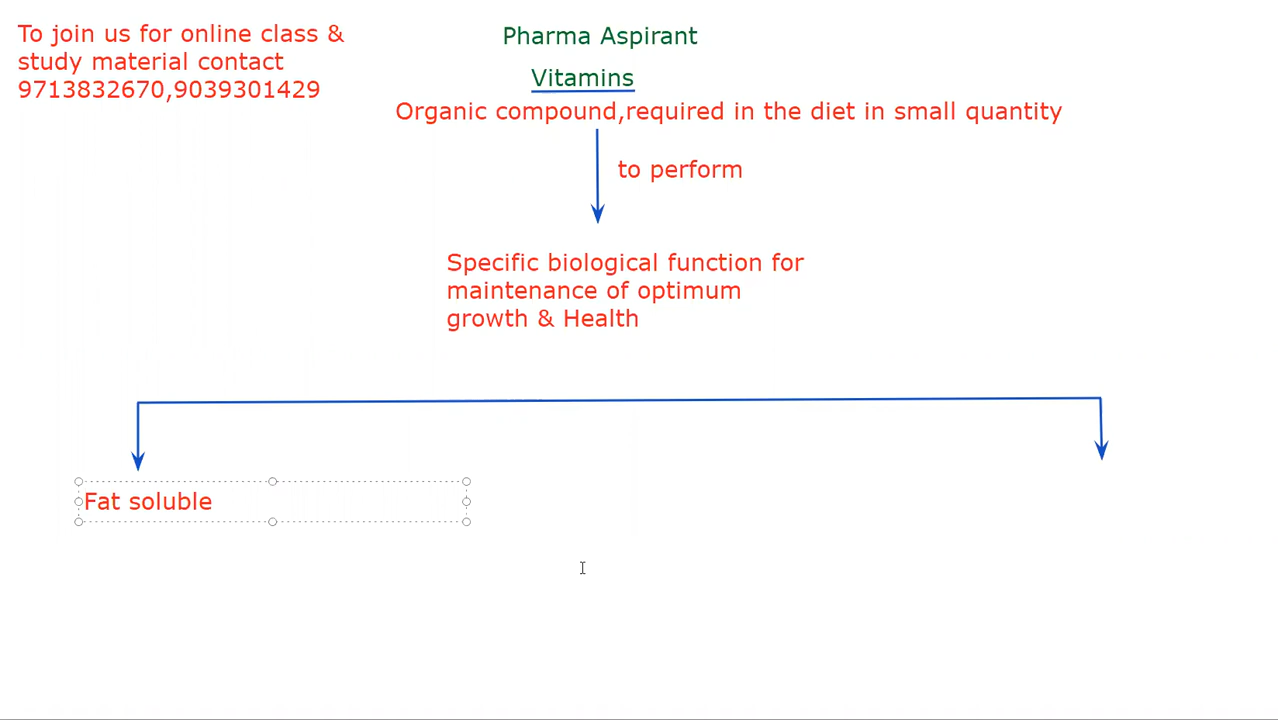 To join us for online class &
study material contact
9713832670,9039301429
Pharma Aspirant
Vitamins
Organic compound,required in the diet in small quantity
to perform
Specific biological function for
maintenance of optimum
growth & Health
Fat soluble